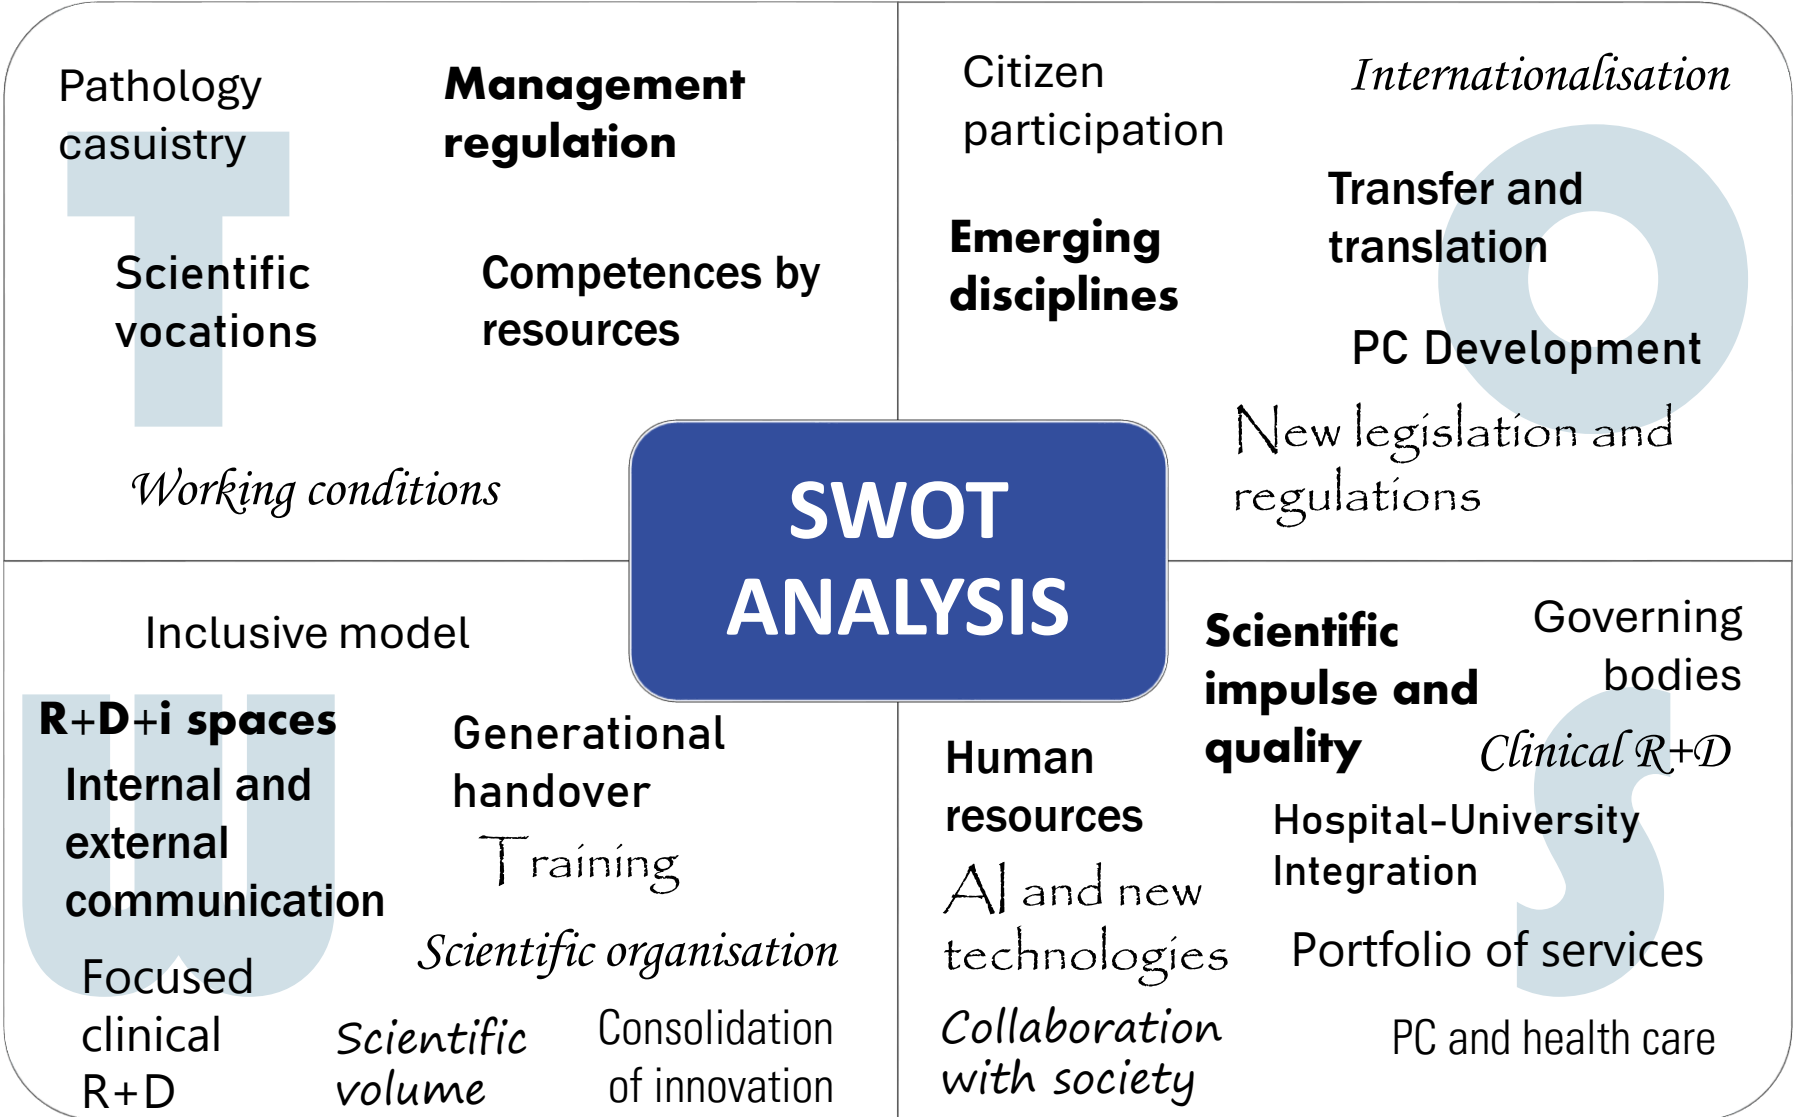 Pathology
casuistry
Management
regulation
T
Scientific
vocations
Competences by
resources
Working conditions
Citizen
participation
Internationalisation
O
Transfer and
translation
Emerging
disciplines
PC Development
New legislation and
regulations
SWOT
ANALYSIS
Inclusive model
W
R+D+i spaces
Internal and
external
communication
Generational
handover
Training
Scientific organisation
Focused
clinical
R+D
Scientific
volume
Consolidation
of innovation
Scientific
impulse and
quality
Governing
bodies
S
Clinical R+D
Human
resources
Hospital-University
Integration
AI and new
technologies
Portfolio of services
Collaboration
with society
PC and health care